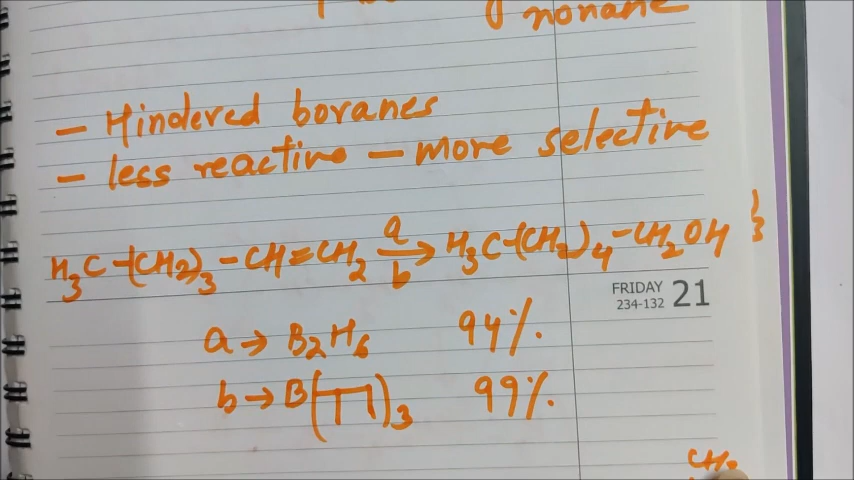 nonane
- Hindered boranes
- less reactive - more selective
H3C-(CH2)3-CH=CH2 a/b → H3C-(CH2)4-CH2OH }
FRIDAY
234-132 21
a → B2H6 94%.
b → B( )3 99%.
CH3